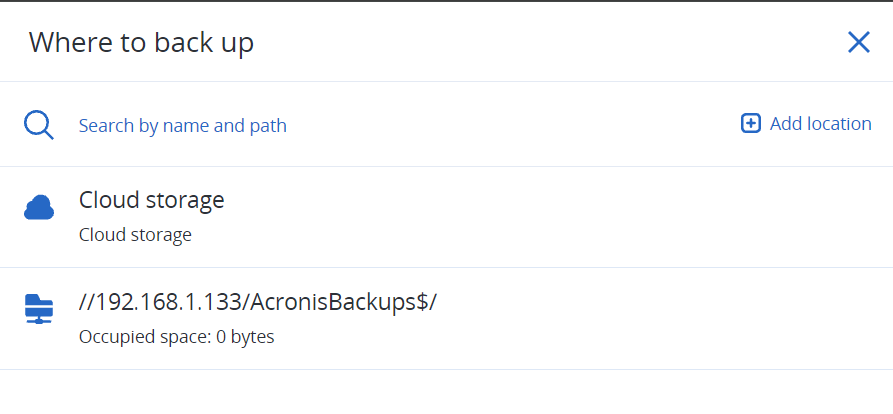 Where to back up
Search by name and path
Add location
Cloud storage
Cloud storage
//192.168.1.133/AcronisBackups$/
Occupied space: 0 bytes